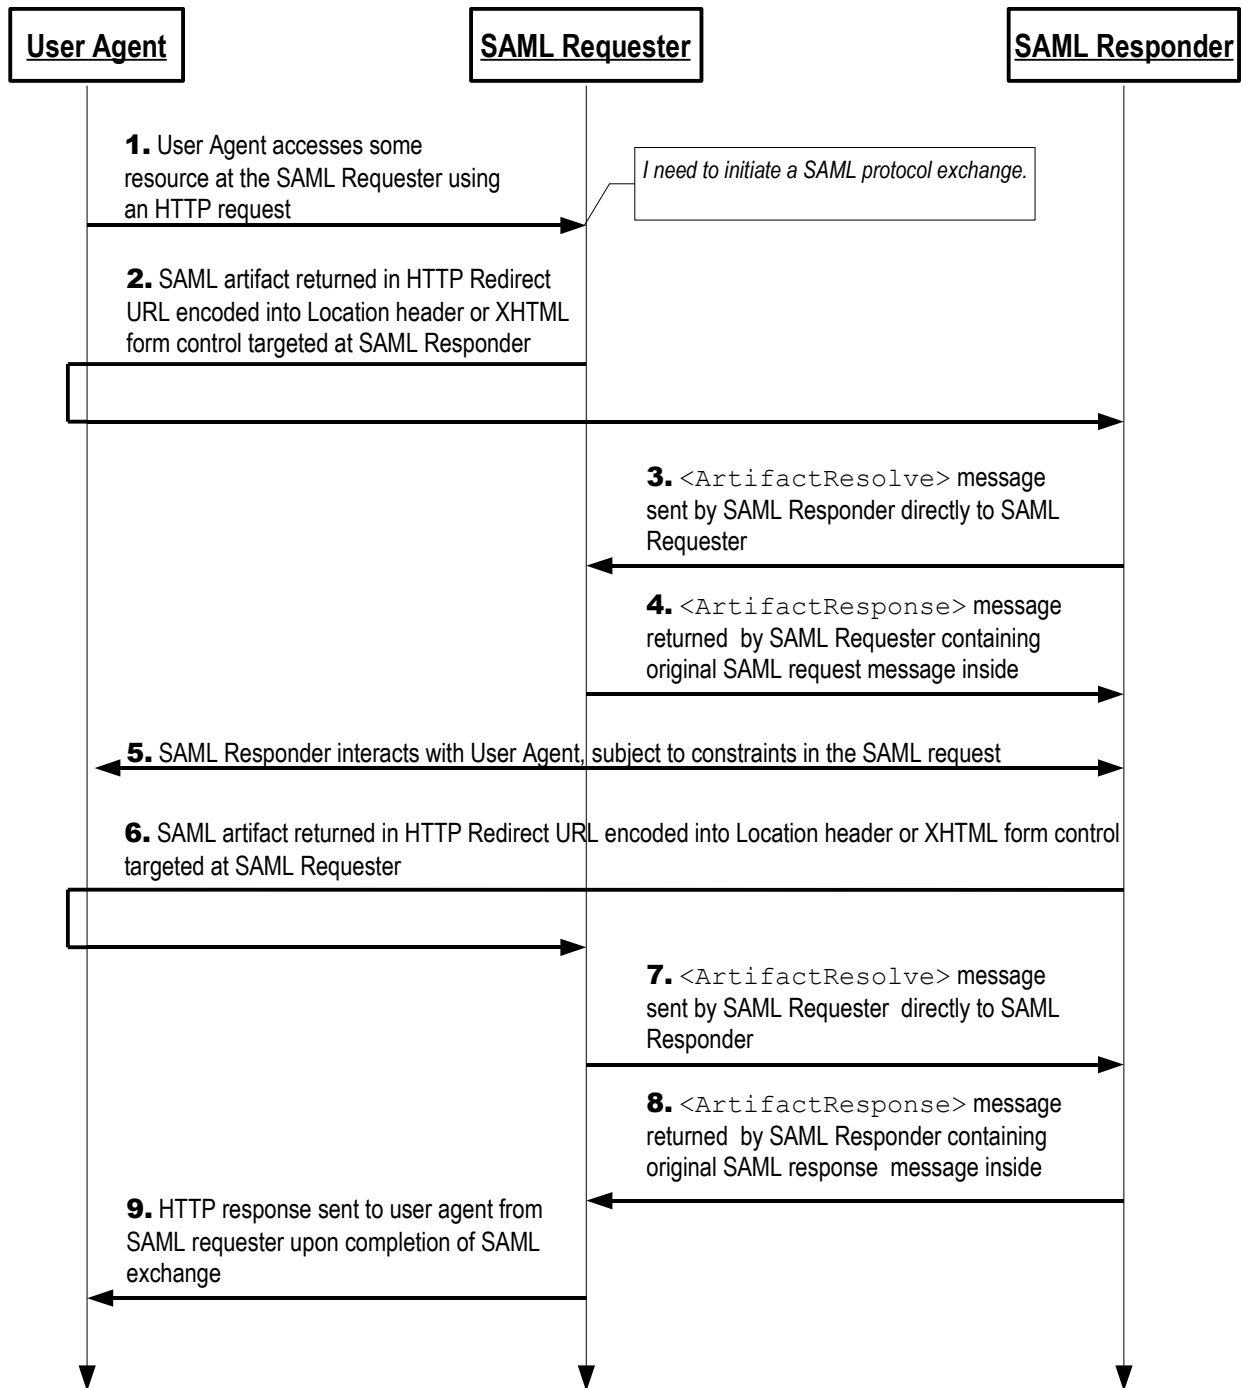 User Agent
SAML Requester
SAML Responder
1. User Agent accesses some
resource at the SAML Requester using
an HTTP request
I need to initiate a SAML protocol exchange.
2. SAML artifact returned in HTTP Redirect
URL encoded into Location header or XHTML
form control targeted at SAML Responder
3. <ArtifactResolve> message
sent by SAML Responder directly to SAML
Requester
4. <ArtifactResponse> message
returned by SAML Requester containing
original SAML request message inside
5. SAML Responder interacts with User Agent, subject to constraints in the SAML request
6. SAML artifact returned in HTTP Redirect URL encoded into Location header or XHTML form control
targeted at SAML Requester
7. <ArtifactResolve> message
sent by SAML Requester directly to SAML
Responder
8. <ArtifactResponse> message
returned by SAML Responder containing
original SAML response message inside
9. HTTP response sent to user agent from
SAML requester upon completion of SAML
exchange